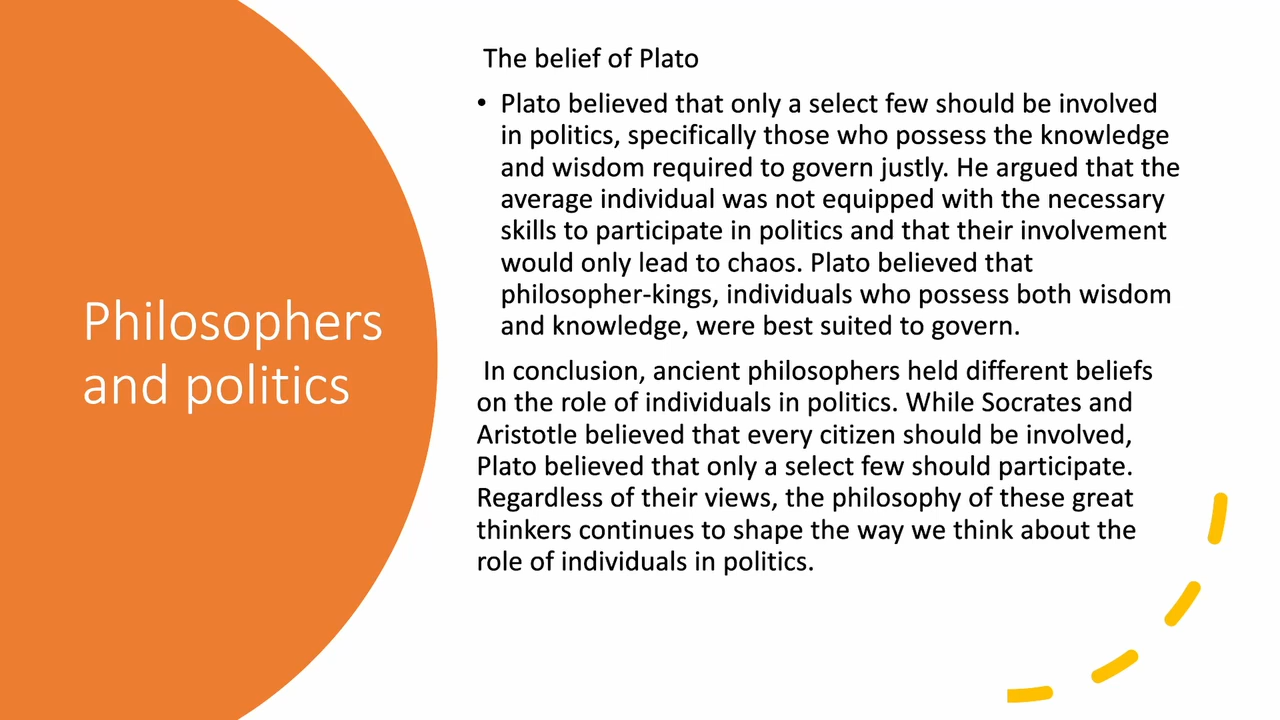 Philosophers
and politics
The belief of Plato
• Plato believed that only a select few should be involved
in politics, specifically those who possess the knowledge
and wisdom required to govern justly. He argued that the
average individual was not equipped with the necessary
skills to participate in politics and that their involvement
would only lead to chaos. Plato believed that
philosopher-kings, individuals who possess both wisdom
and knowledge, were best suited to govern.
In conclusion, ancient philosophers held different beliefs
on the role of individuals in politics. While Socrates and
Aristotle believed that every citizen should be involved,
Plato believed that only a select few should participate.
Regardless of their views, the philosophy of these great
thinkers continues to shape the way we think about the
role of individuals in politics.